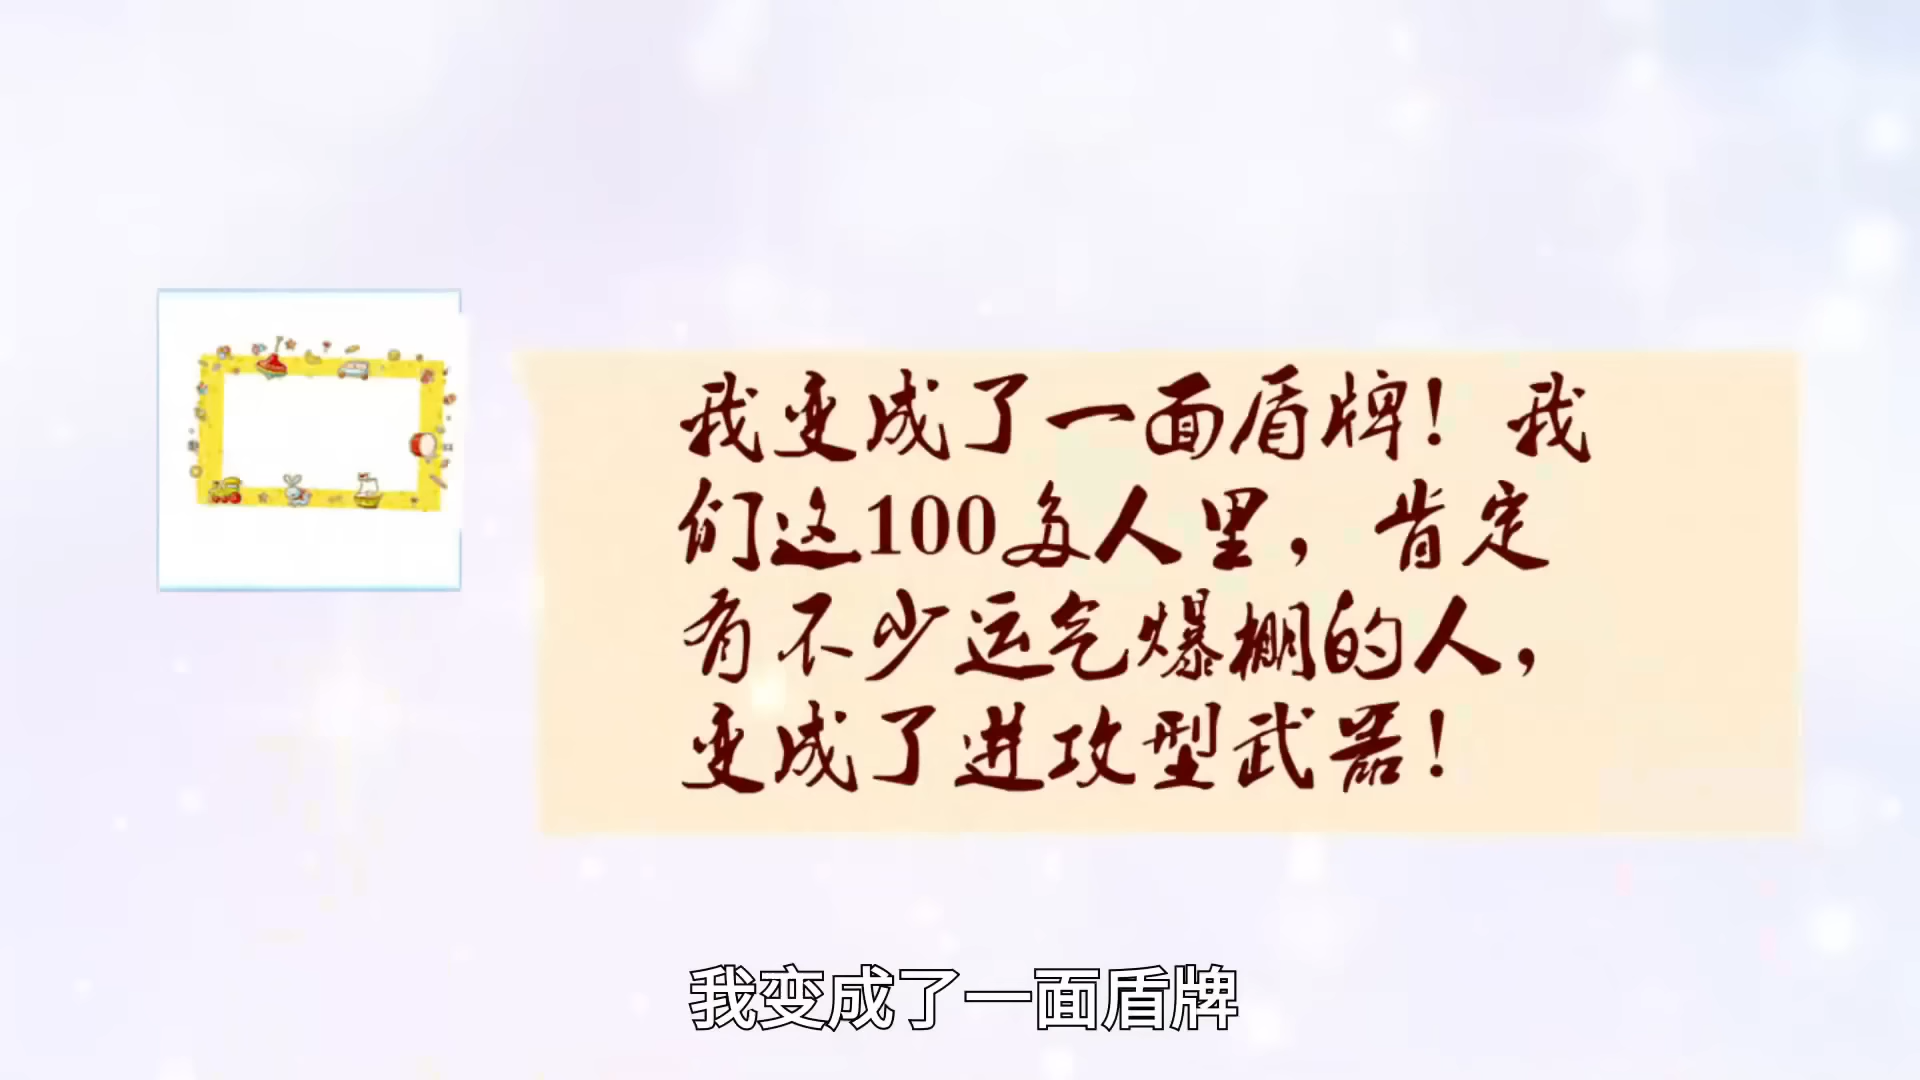 我变成了一面盾牌！我
们这100多人里，肯定
有不少运气爆棚的人，
变成了进攻型武器！
我变成了一面盾牌